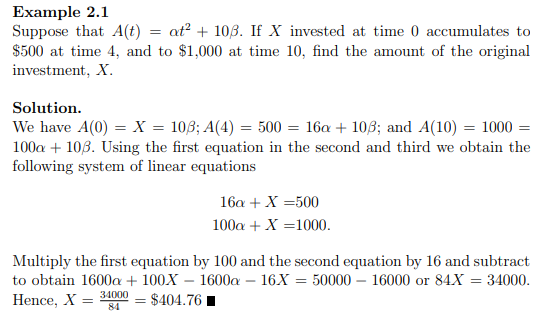 Example 2.1
Suppose that A(t) = αt² + 10β. If X invested at time 0 accumulates to
$500 at time 4, and to $1,000 at time 10, find the amount of the original
investment, X.
Solution.
We have A(0) = X = 10β; A(4) = 500 = 16α + 10β; and A(10) = 1000 =
100α + 10β. Using the first equation in the second and third we obtain the
following system of linear equations
16α + X =500
100α + X =1000.
Multiply the first equation by 100 and the second equation by 16 and subtract
to obtain 1600α + 100X − 1600α − 16X = 50000 − 16000 or 84X = 34000.
Hence, X = 34000/84 = $404.76 ∎